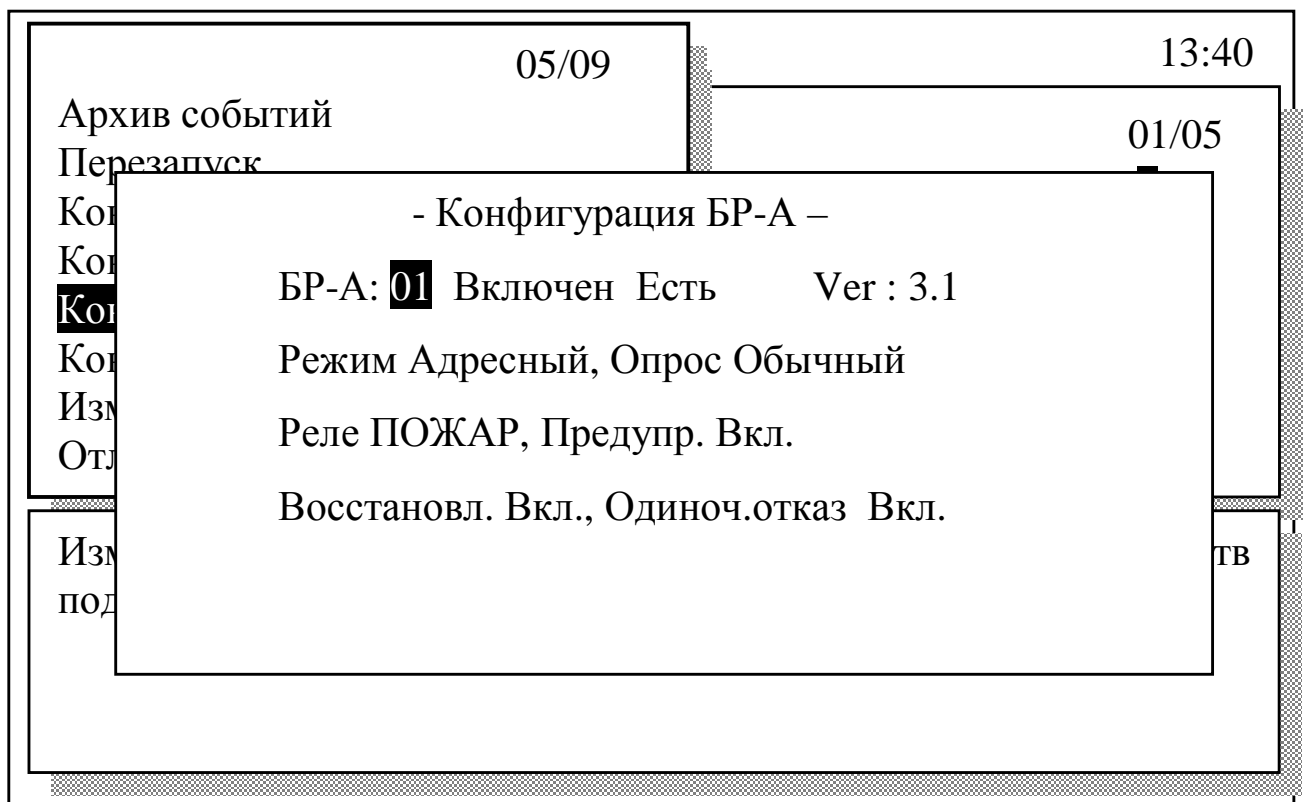 13:40
05/09
Архив событий
Перезапуск
01/05
- Конфигурация БР-А –
БР-А: 01 Включен Есть Ver : 3.1
Режим Адресный, Опрос Обычный
Реле ПОЖАР, Предупр. Вкл.
Восстановл. Вкл., Одиноч.отказ Вкл.